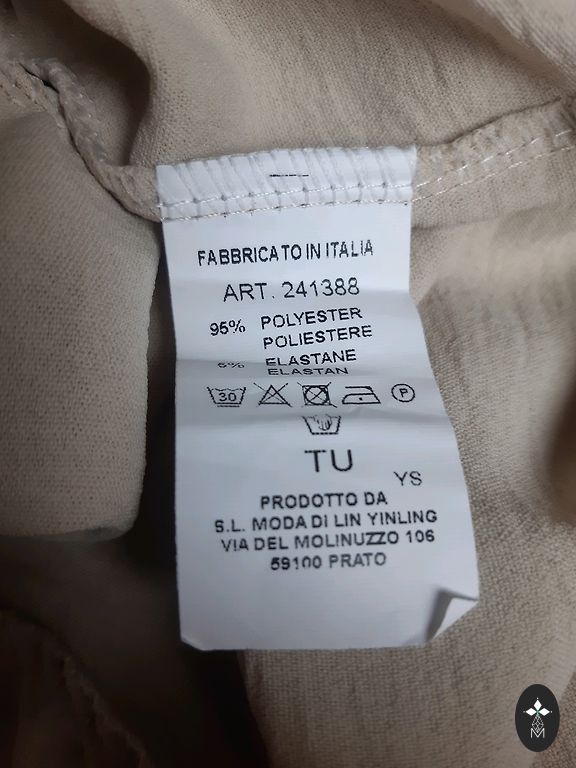 FABBRICATO IN ITALIA
ART. 241388
95% POLYESTER
POLIESTERE
5% ELASTANE
ELASTAN
30 P
TU
YS
PRODOTTO DA
S.L. MODA DI LIN YINLING
VIA DEL MOLINUZZO 106
59100 PRATO
M